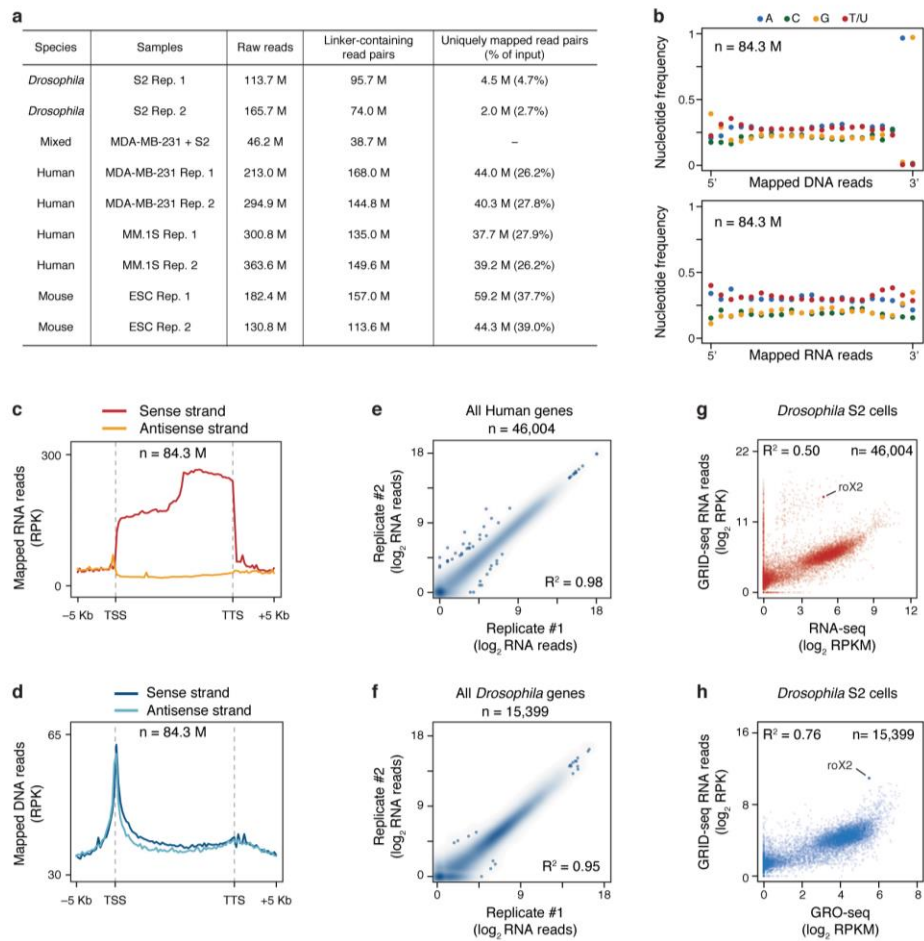 a
Species Samples Raw reads Linker-containing read pairs Uniquely mapped read pairs (% of input)
Drosophila S2 Rep. 1 113.7 M 95.7 M 4.5 M (4.7%)
Drosophila S2 Rep. 2 165.7 M 74.0 M 2.0 M (2.7%)
Mixed MDA-MB-231 + S2 46.2 M 38.7 M –
Human MDA-MB-231 Rep. 1 213.0 M 168.0 M 44.0 M (26.2%)
Human MDA-MB-231 Rep. 2 294.9 M 144.8 M 40.3 M (27.8%)
Human MM.1S Rep. 1 300.8 M 135.0 M 37.7 M (27.9%)
Human MM.1S Rep. 2 363.6 M 149.6 M 39.2 M (26.2%)
Mouse ESC Rep. 1 182.4 M 157.0 M 59.2 M (37.7%)
Mouse ESC Rep. 2 130.8 M 113.6 M 44.3 M (39.0%)
b
A C G T/U
n = 84.3 M
Nucleotide frequency
1
0.5
0
5' Mapped DNA reads 3'
n = 84.3 M
Nucleotide frequency
1
0.5
0
5' Mapped RNA reads 3'
c
Sense strand
Antisense strand
n = 84.3 M
Mapped RNA reads
(RPK)
300
0
–5 Kb TSS TTS +5 Kb
d
Sense strand
Antisense strand
n = 84.3 M
Mapped DNA reads
(RPK)
65
30
–5 Kb TSS TTS +5 Kb
e
All Human genes
n = 46,004
Replicate #2
(log2 RNA reads)
18
9
0
R² = 0.98
0 9 18
Replicate #1
(log2 RNA reads)
f
All Drosophila genes
n = 15,399
Replicate #2
(log2 RNA reads)
18
9
0
R² = 0.95
0 9 18
Replicate #1
(log2 RNA reads)
g
Drosophila S2 cells
R² = 0.50 n= 46,004
roX2
GRID-seq RNA reads
(log2 RPK)
22
11
0
0 3 6 9 12
RNA-seq
(log2 RPKM)
h
Drosophila S2 cells
R² = 0.76 n= 15,399
roX2
GRID-seq RNA reads
(log2 RPK)
16
8
0
0 2 4 6 8
GRO-seq
(log2 RPKM)